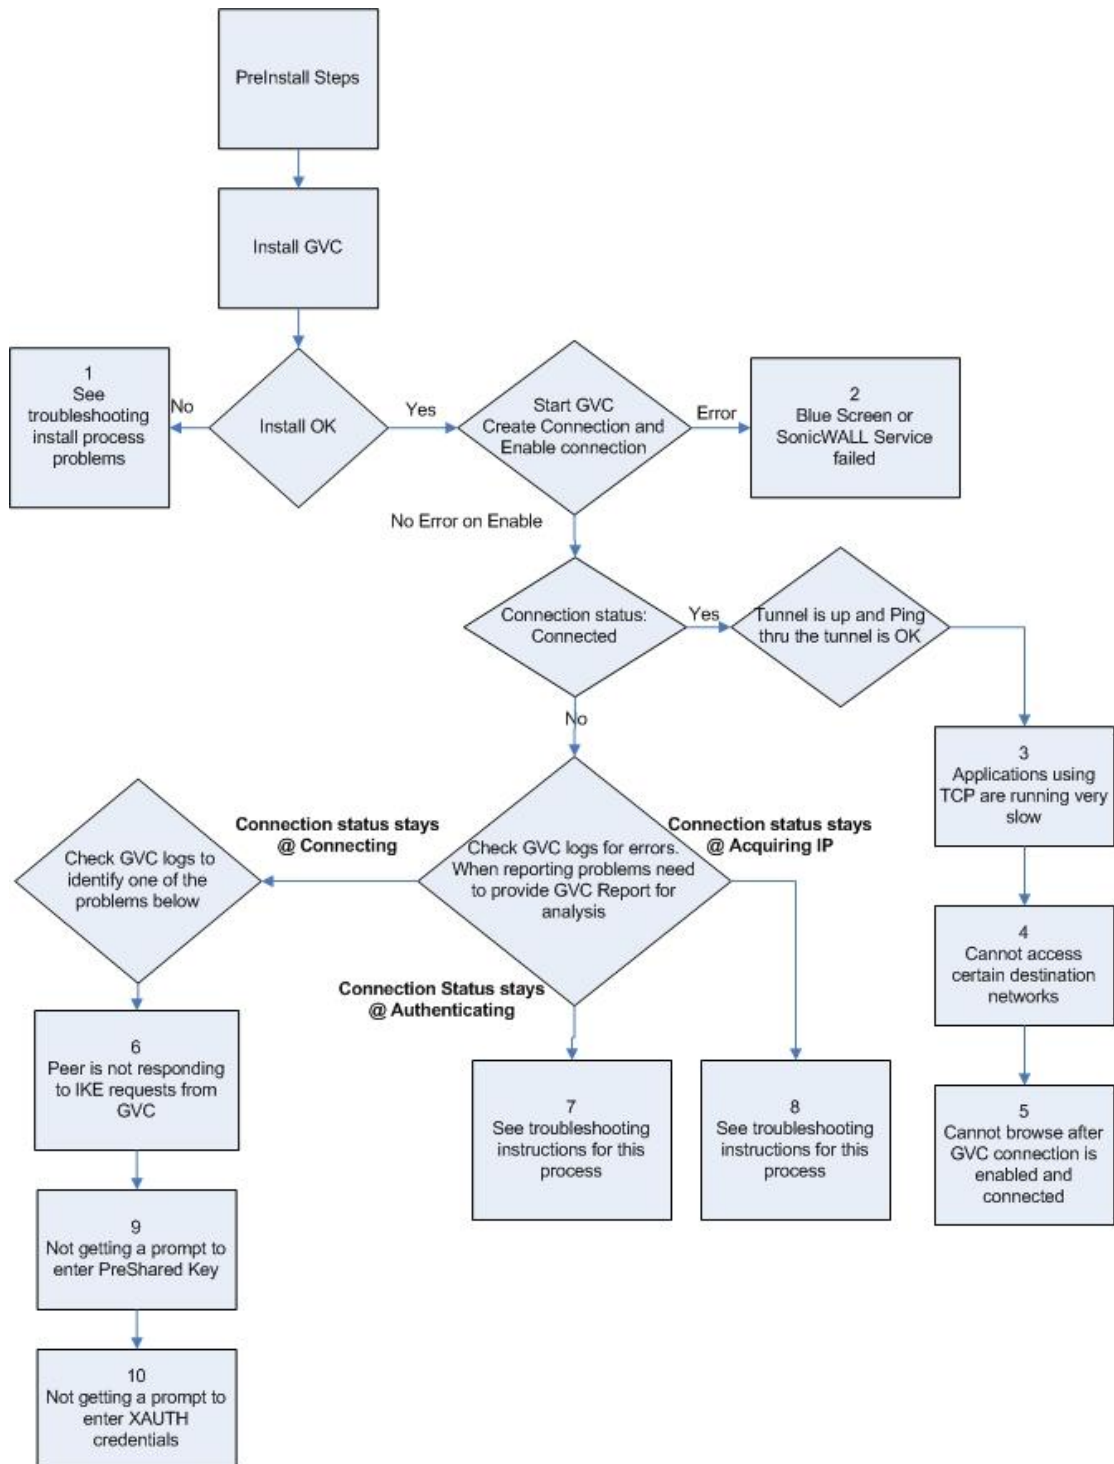 PreInstall Steps
Install GVC
1
See
troubleshooting
install process
problems
No
Install OK
Yes
Start GVC
Create Connection and
Enable connection
Error
2
Blue Screen or
SonicWALL Service
failed
No Error on Enable
Connection status:
Connected
Yes
Tunnel is up and Ping
thru the tunnel is OK
No
3
Applications using
TCP are running very
slow
Connection status stays
@ Connecting
Check GVC logs for errors.
When reporting problems need
to provide GVC Report for
analysis
Connection status stays
@ Acquiring IP
Check GVC logs to
identify one of the
problems below
4
Cannot access
certain destination
networks
Connection Status stays
@ Authenticating
6
Peer is not responding
to IKE requests from
GVC
7
See troubleshooting
instructions for this
process
8
See troubleshooting
instructions for this
process
5
Cannot browse after
GVC connection is
enabled and
connected
9
Not getting a prompt to
enter PreShared Key
10
Not getting a prompt to
enter XAUTH
credentials